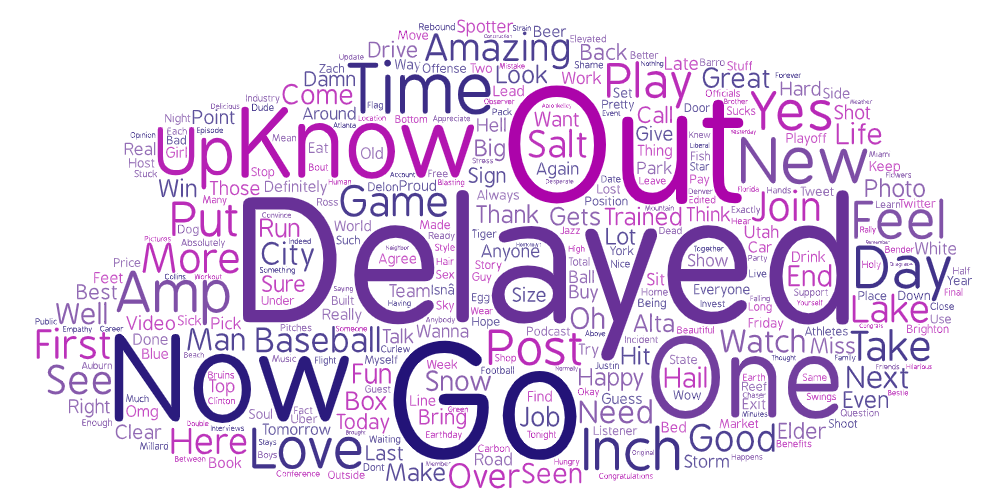 Rebound Spotter Strain Beer Elevated
Move Construction
Drive Amazing Back Better
Update Way Offense Two Mistake Shame Nothing Barro Stuff
Zach Damn Time Look Work Set Play Late Great Forever
Industry Come Lead Observer Pretty Event Officials Hard Side
Delicious Dude Flag Pack Out Want Call Door Brother Sucks Yes Shot Weather
Night Point Around Atlanta Location Bottom Appreciate Apocalyptic Salt Give Knew Yesterday Playoff Life
Opinion Each Episode Know Hell Thing Liberal
Real Bad Girl Up Mean Eat Old Big Again Park Fish Star New Miami
Host Stuck Stop Bout Account Free Stress Sign Desperate Date Leave Pay Denver Florida Hands Tweet Keep Flowers
Win Those Definitely Human Delon Proud Blasting Always Lost Position Edited Exactly Photo Learn Twitter
Many Put Dog Convince Ross Game Thank Gets Trained Mountain Think Hear Join Feel Rally
Absolutely Run World Such Made Tiger Jazz Dead Utah Remember Bender White
Pictures More City Indeed Delayed Neighbor Ready Style Anyone Hopkinsey High York Lot Together Show Car Party Drink Day Holy
Price Feet Collins Something Sure Agree Hair Sex Story Guy Total Nice Ball Sit Everyone Live End Half Year
Best Amp Workout Under Saying Built Team Isnâ Egg Size Buy Home Being Invest Falling Support Place Down Final
Well Having Sky Wear Hope Long Yourself Lake Close Use
Public Empathy Career Video Sick Pick Really Anybody Wanna Podcast Oh Above Alta Beautiful Friday Athletes Congrats Brighton
First Done Man Baseball Pitches Someone Talk Post Try Incident Hit Watch Miss Take
See Auburn Blue Beach Now Music Flight Myself Curlew Football Shop Normally Justin State Thought Family Friends Hilarious
Right Much Bruins Top Fun Week Go Snow Happy Okay Guess Hail Wow One Earth Reef Same Next
Enough Omg Clinton Guest Box Line Green Find Need Chaser Exit Swings Even Bestie
Clear Double Interviews Soul Fact Uber Today Brought Bring Earthday Job Tonight Listener Market Minutes Elder Question Shoot
Millard Here Stays Tomorrow Waiting Carbon Inch Bed Good Benefits
Between Book Boys Love Last Dont Member Road Hungry Original Storm Happens
Conference Outside Make Over Seen Congratulations